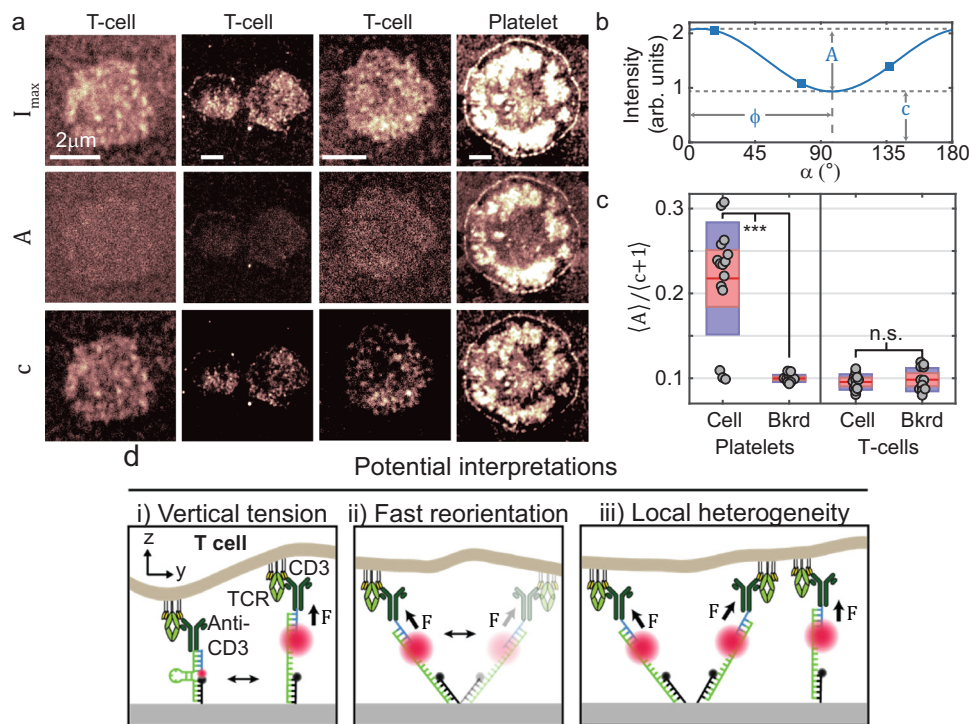 a
T-cell T-cell T-cell Platelet
I_max
2μm
A
c
b
Intensity
(arb. units)
2
1
0
A
ϕ
c
0 45 90 135 180
α (°)
c
⟨A⟩/⟨c+1⟩
0.3
0.2
0.1
***
n.s.
Cell Bkrd Cell Bkrd
Platelets T-cells
d
Potential interpretations
i) Vertical tension
z
y
T cell
CD3
TCR
Anti-
CD3
F
ii) Fast reorientation
F
F
iii) Local heterogeneity
F
F
F